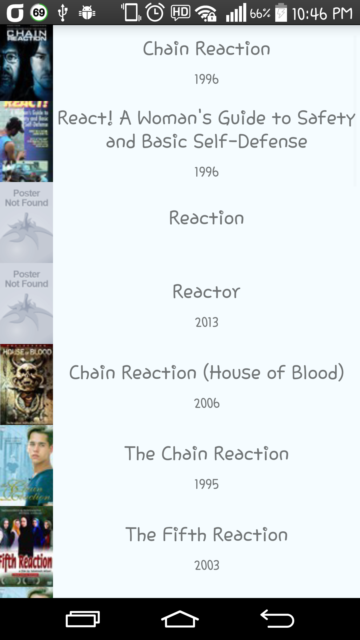 69 HD 66% 10:46 PM
CHAIN
REACTION
Chain Reaction
1996
REACT!
React! A Woman's Guide to Safety
and Basic Self-Defense
1996
Poster
Not Found
Reaction
Poster
Not Found
Reactor
2013
HOUSE OF BLOOD
Chain Reaction (House of Blood)
2006
The Chain Reaction
1995
Fifth Reaction
The Fifth Reaction
2003